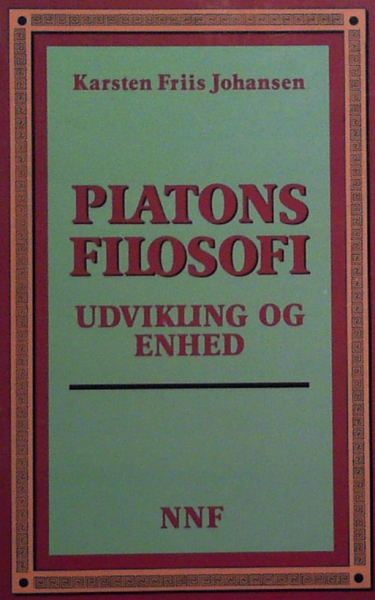 Karsten Friis Johansen
PLATONS
FILOSOFI
UDVIKLING OG
ENHED
NNF